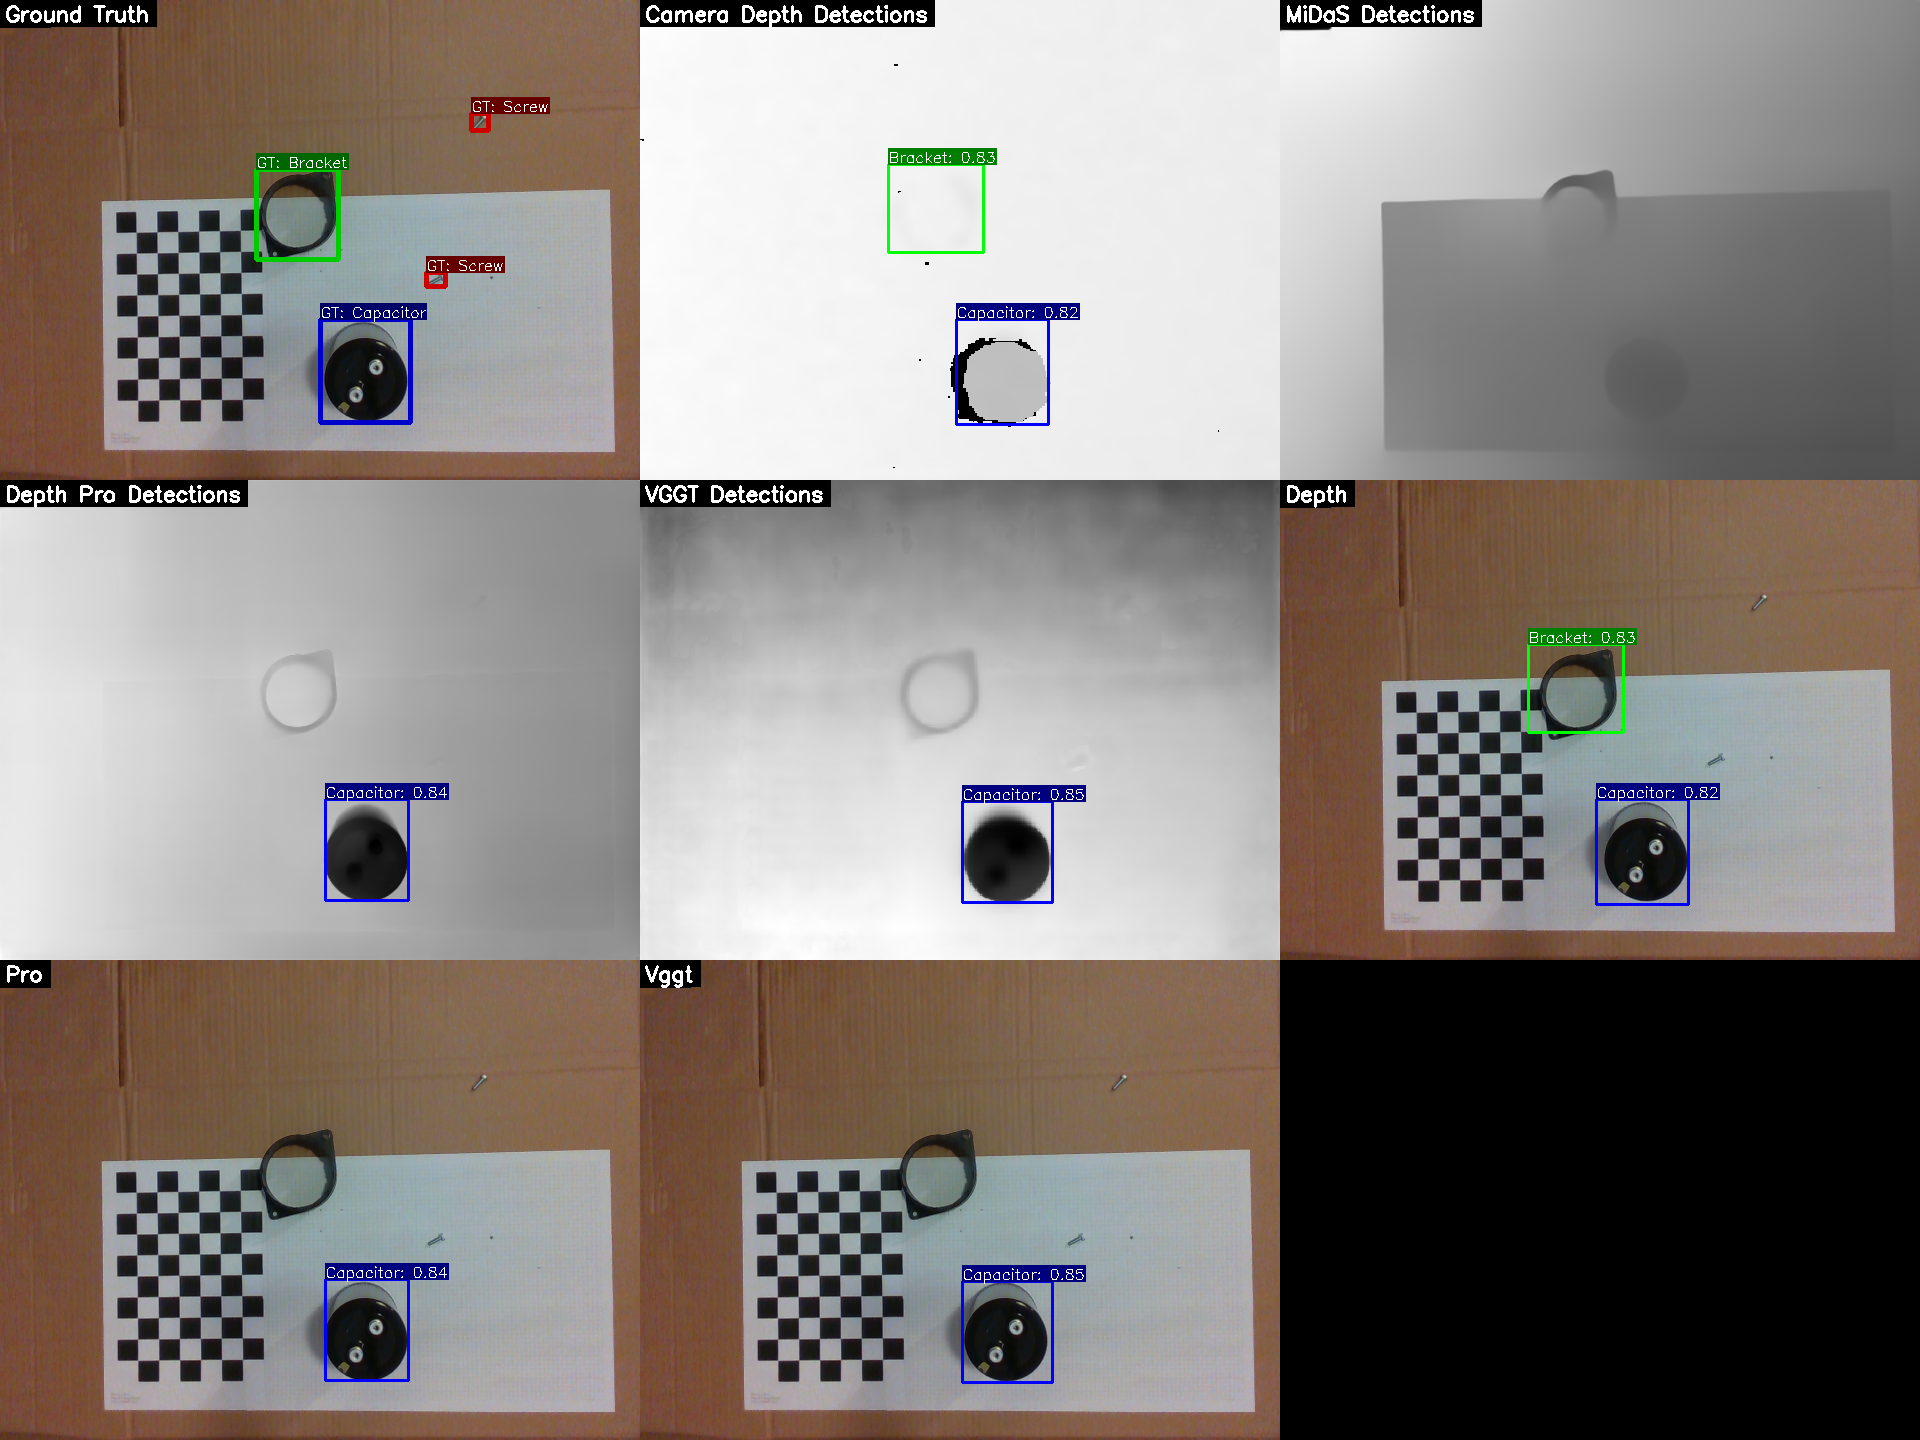 Ground Truth
GT: Screw
GT: Bracket
GT: Screw
GT: Capacitor
Camera Depth Detections
Bracket: 0.83
Capacitor: 0.82
MiDaS Detections
Depth Pro Detections
Capacitor: 0.84
VGGT Detections
Capacitor: 0.85
Depth
Bracket: 0.83
Capacitor: 0.82
Pro
Capacitor: 0.84
Vggt
Capacitor: 0.85